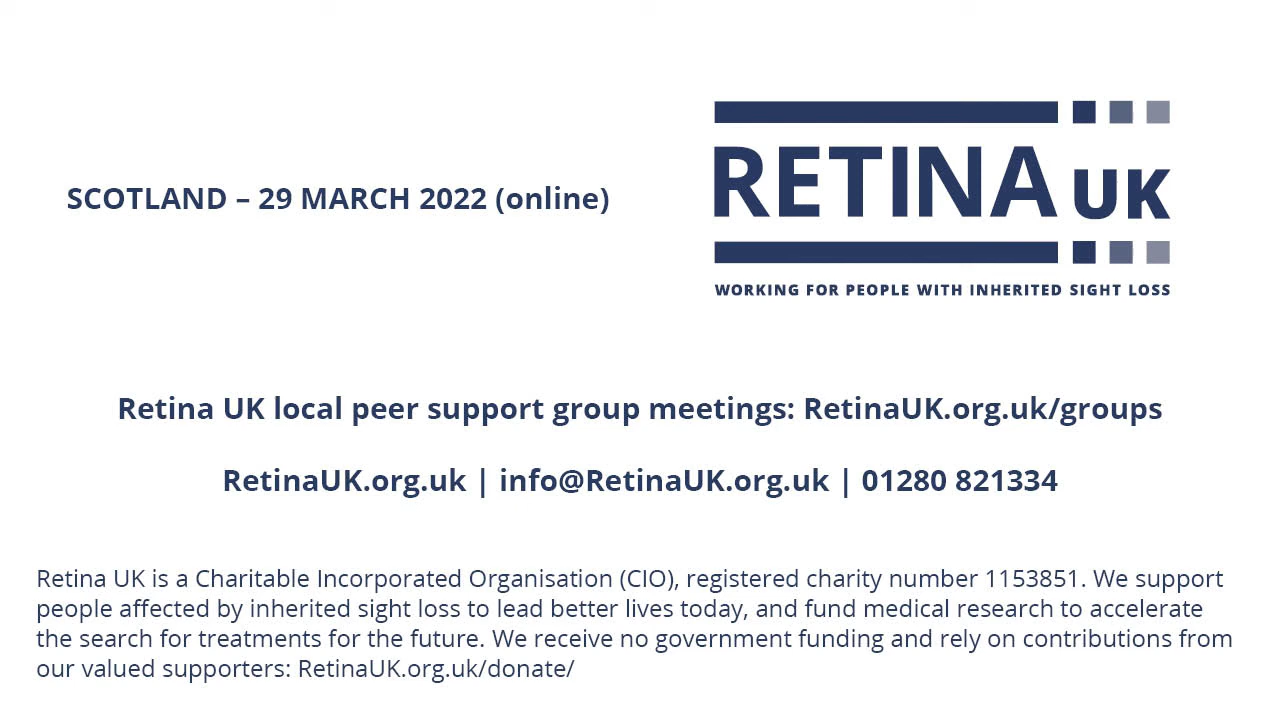 SCOTLAND – 29 MARCH 2022 (online)
RETINA UK
WORKING FOR PEOPLE WITH INHERITED SIGHT LOSS
Retina UK local peer support group meetings: RetinaUK.org.uk/groups
RetinaUK.org.uk | info@RetinaUK.org.uk | 01280 821334
Retina UK is a Charitable Incorporated Organisation (CIO), registered charity number 1153851. We support
people affected by inherited sight loss to lead better lives today, and fund medical research to accelerate
the search for treatments for the future. We receive no government funding and rely on contributions from
our valued supporters: RetinaUK.org.uk/donate/